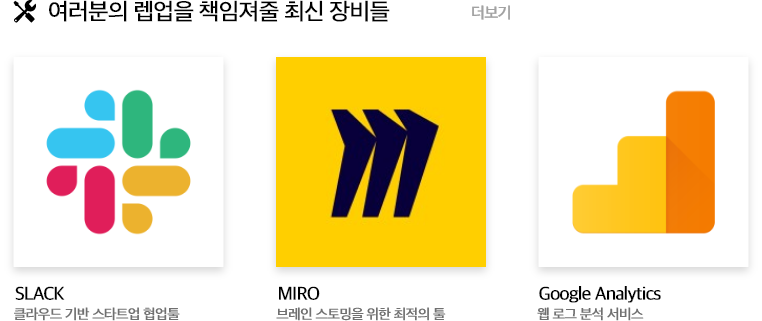 여러분의 렙업을 책임져줄 최신 장비들 더보기
SLACK MIRO Google Analytics
클라우드 기반 스타트업 협업툴 브레인 스토밍을 위한 최적의 툴 웹 로그 분석 서비스